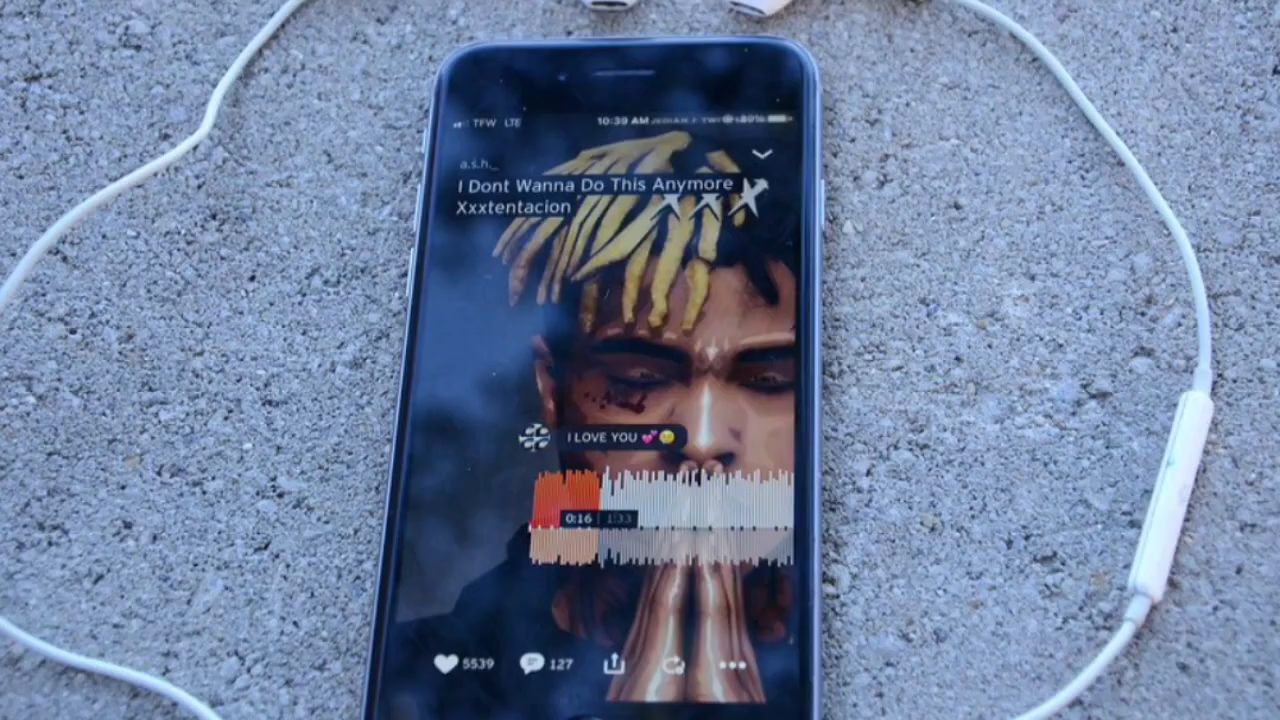 TFW LTE
10:39 AM
89%
a.s.h._
I Dont Wanna Do This Anymore
Xxxtentacion
I LOVE YOU 💕😢
0:16 1:33
5539
127